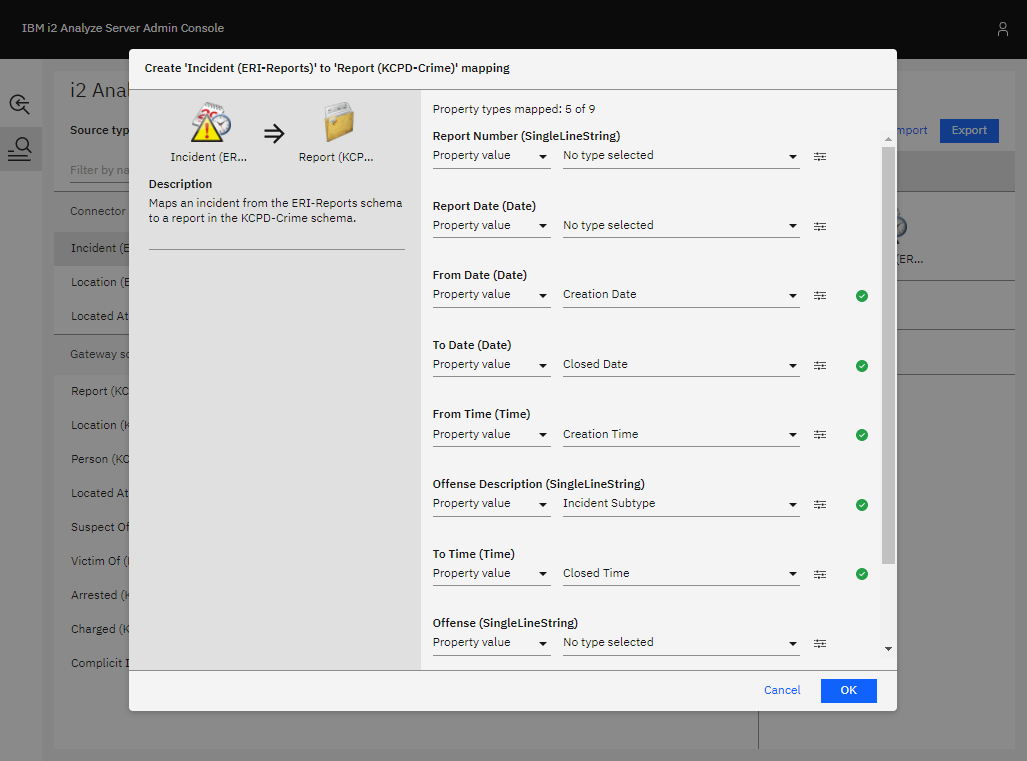 IBM i2 Analyze Server Admin Console
Create 'Incident (ERI-Reports)' to 'Report (KCPD-Crime)' mapping
i2 Anal
Source typ
Filter by na
Connector
Incident (E
Location (E
Located At
Gateway sc
Report (KC
Location (K
Person (KC
Located At
Suspect Of
Victim Of (
Arrested (K
Charged (K
Complicit I
Incident (ER...
Report (KCP...
Description
Maps an incident from the ERI-Reports schema
to a report in the KCPD-Crime schema.
Property types mapped: 5 of 9
Report Number (SingleLineString)
Property value No type selected
Report Date (Date)
Property value No type selected
From Date (Date)
Property value Creation Date
To Date (Date)
Property value Closed Date
From Time (Time)
Property value Creation Time
Offense Description (SingleLineString)
Property value Incident Subtype
To Time (Time)
Property value Closed Time
Offense (SingleLineString)
Property value No type selected
Cancel OK
mport Export
(ER...